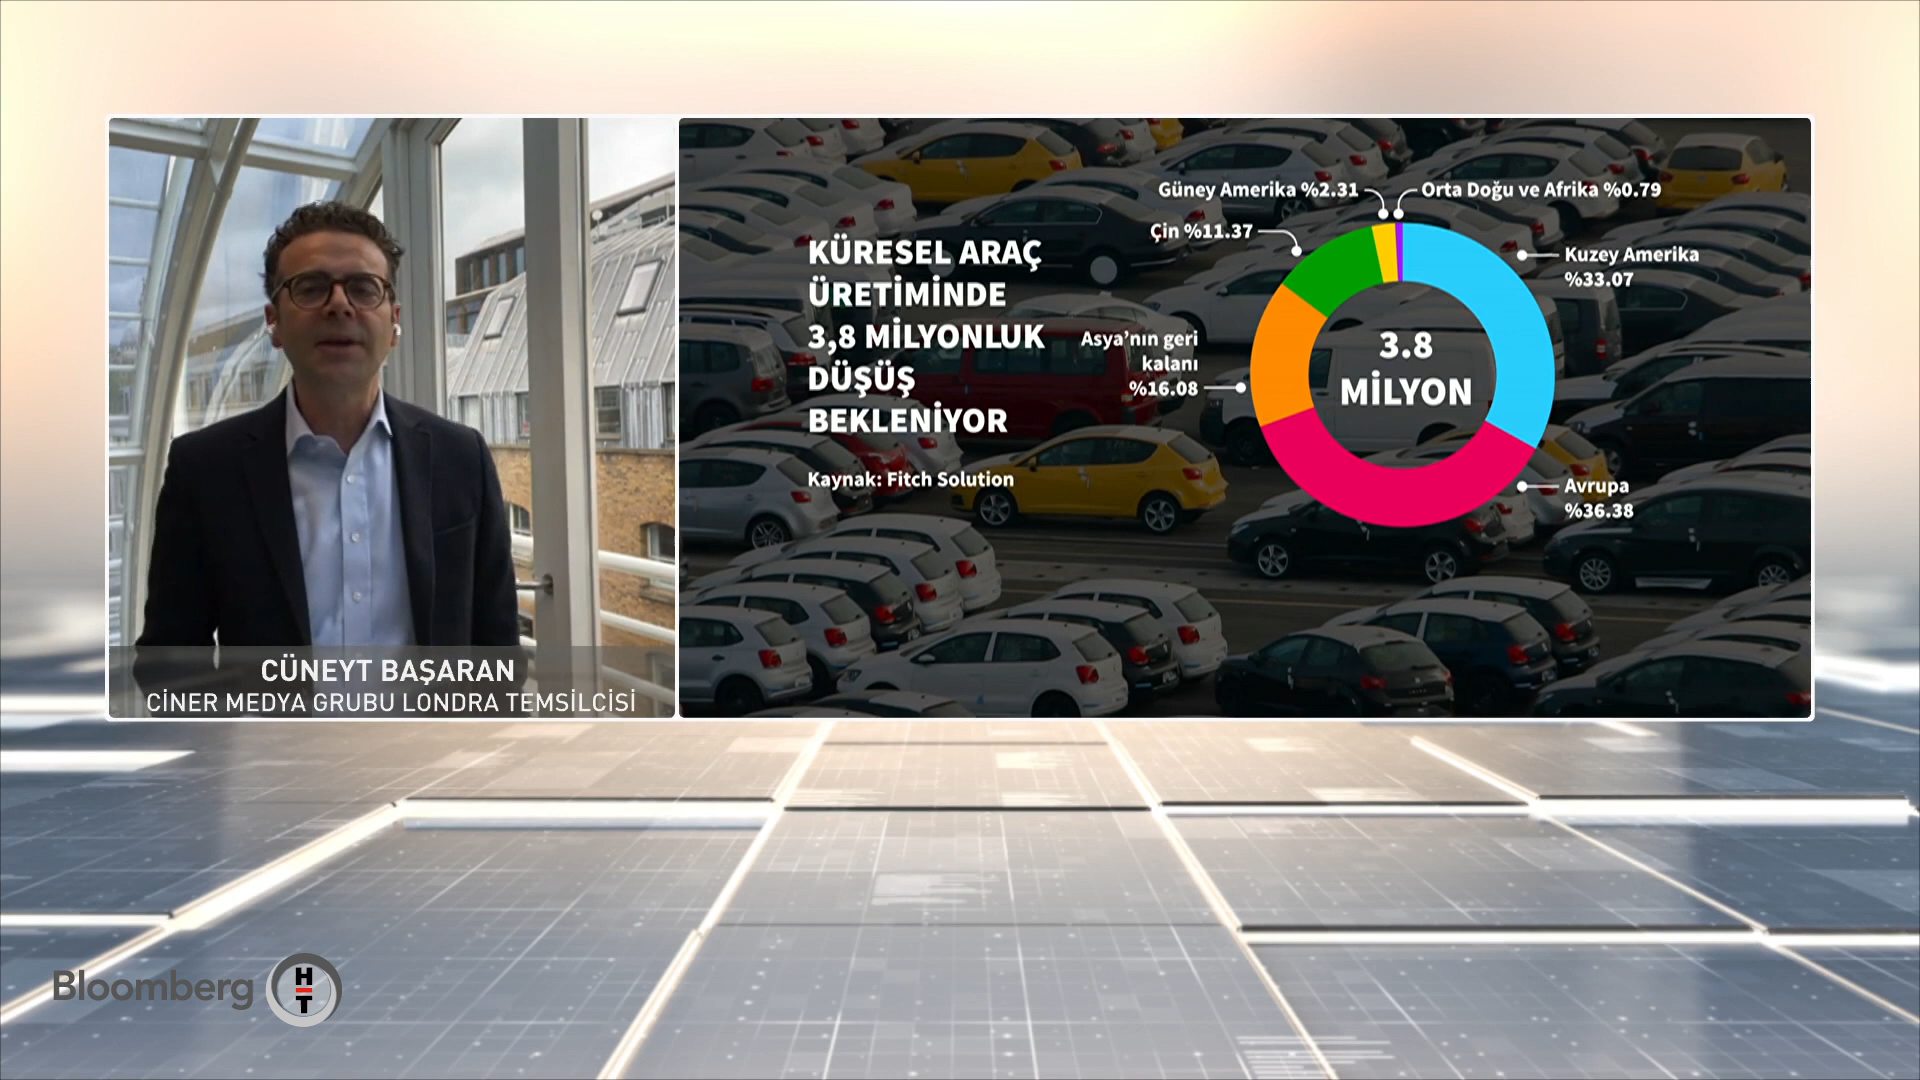 KÜRESEL ARAÇ
ÜRETİMİNDE
3,8 MİLYONLUK
DÜŞÜŞ
BEKLENİYOR
Kaynak: Fitch Solution
Güney Amerika %2.31
Orta Doğu ve Afrika %0.79
Çin %11.37
Kuzey Amerika
%33.07
Asya’nın geri
kalanı
%16.08
3.8
MİLYON
Avrupa
%36.38
CÜNEYT BAŞARAN
CİNER MEDYA GRUBU LONDRA TEMSİLCİSİ
Bloomberg HT